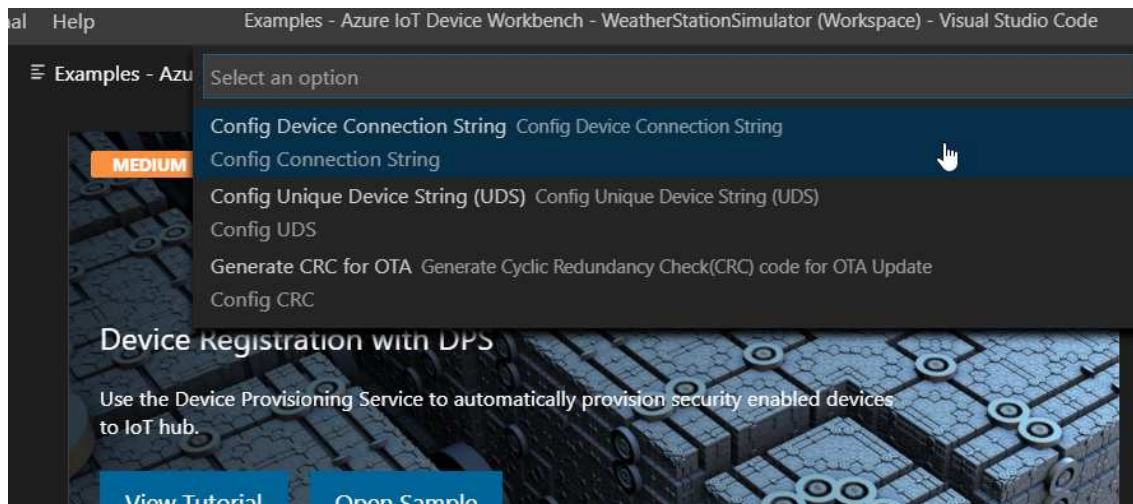 Help
Examples - Azure IoT Device Workbench - WeatherStationSimulator (Workspace) - Visual Studio Code
Examples - Azu
Select an option
Config Device Connection String Config Device Connection String
Config Connection String
MEDIUM
Config Unique Device String (UDS) Config Unique Device String (UDS)
Config UDS
Generate CRC for OTA Generate Cyclic Redundancy Check(CRC) code for OTA Update
Config CRC
Device Registration with DPS
Use the Device Provisioning Service to automatically provision security enabled devices
to IoT hub.
View Tutorial
Open Sample